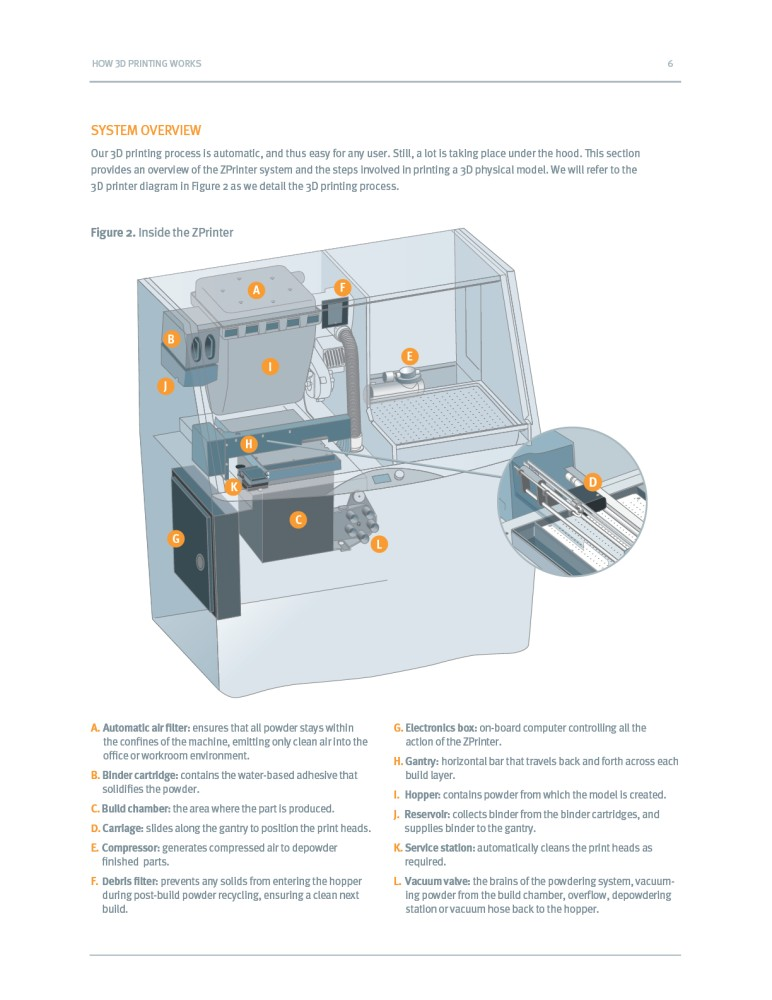 HOW 3D PRINTING WORKS 6
SYSTEM OVERVIEW
Our 3D printing process is automatic, and thus easy for any user. Still, a lot is taking place under the hood. This section
provides an overview of the ZPrinter system and the steps involved in printing a 3D physical model. We will refer to the
3D printer diagram in Figure 2 as we detail the 3D printing process.
Figure 2. Inside the ZPrinter
A
F
B
E
I
J
H
D
K
C
G
L
A. Automatic air filter: ensures that all powder stays within
the confines of the machine, emitting only clean air into the
office or workroom environment.
B. Binder cartridge: contains the water-based adhesive that
solidifies the powder.
C. Build chamber: the area where the part is produced.
D. Carriage: slides along the gantry to position the print heads.
E. Compressor: generates compressed air to depowder
finished parts.
F. Debris filter: prevents any solids from entering the hopper
during post-build powder recycling, ensuring a clean next
build.
G. Electronics box: on-board computer controlling all the
action of the ZPrinter.
H. Gantry: horizontal bar that travels back and forth across each
build layer.
I. Hopper: contains powder from which the model is created.
J. Reservoir: collects binder from the binder cartridges, and
supplies binder to the gantry.
K. Service station: automatically cleans the print heads as
required.
L. Vacuum valve: the brains of the powdering system, vacuum-
ing powder from the build chamber, overflow, depowdering
station or vacuum hose back to the hopper.